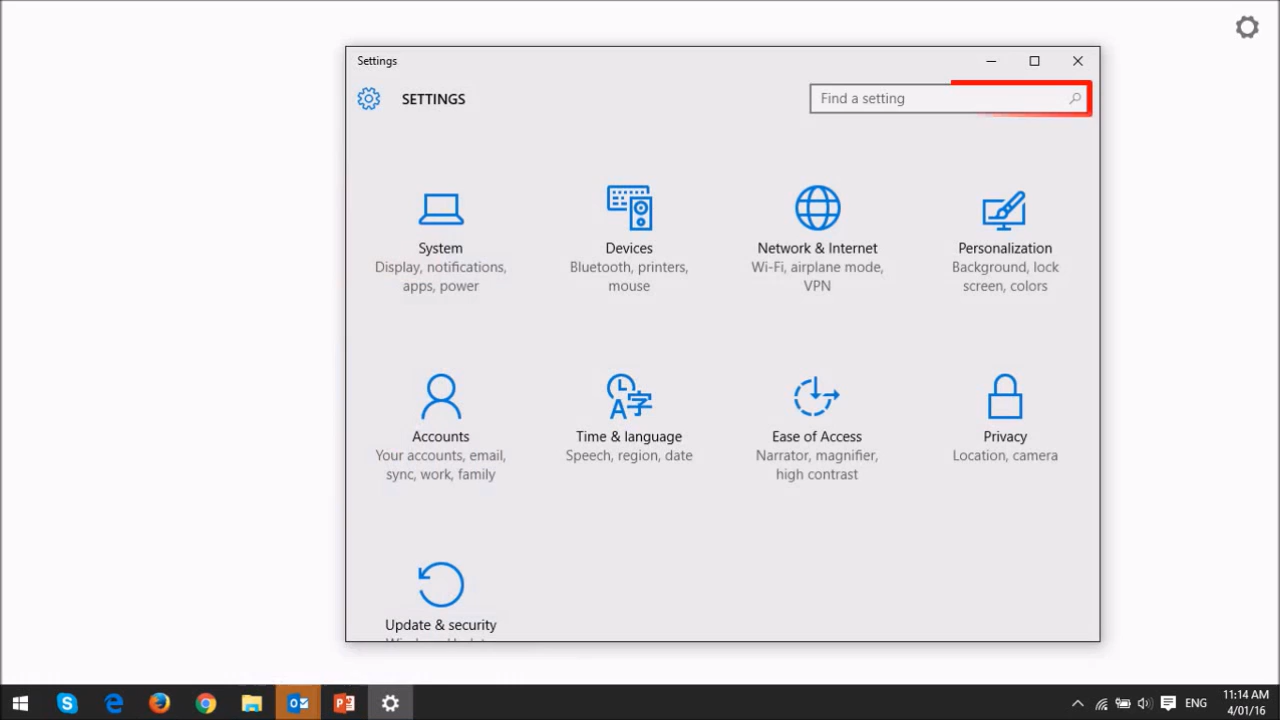 Settings
SETTINGS
Find a setting
System
Display, notifications,
apps, power
Devices
Bluetooth, printers,
mouse
Network & Internet
Wi-Fi, airplane mode,
VPN
Personalization
Background, lock
screen, colors
Accounts
Your accounts, email,
sync, work, family
Time & language
Speech, region, date
Ease of Access
Narrator, magnifier,
high contrast
Privacy
Location, camera
Update & security
ENG
11:14 AM
4/01/16